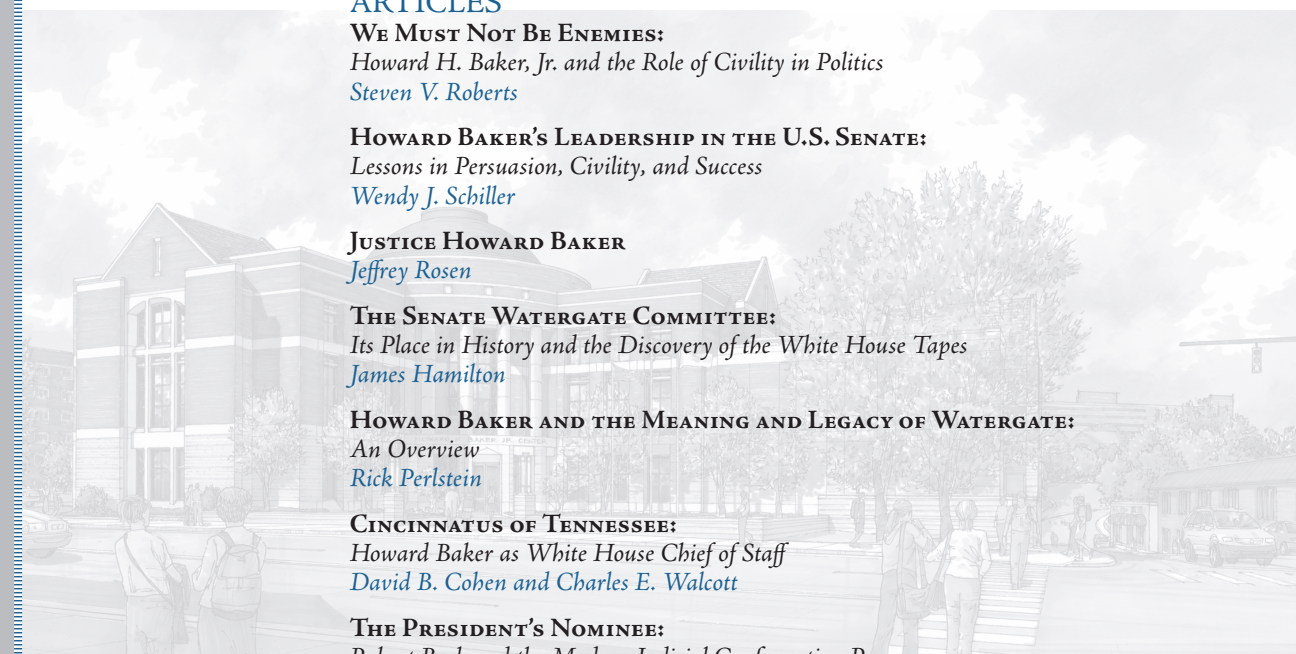 ARTICLES
We Must Not Be Enemies:
Howard H. Baker, Jr. and the Role of Civility in Politics
Steven V. Roberts
Howard Baker's Leadership in the U.S. Senate:
Lessons in Persuasion, Civility, and Success
Wendy J. Schiller
Justice Howard Baker
Jeffrey Rosen
The Senate Watergate Committee:
Its Place in History and the Discovery of the White House Tapes
James Hamilton
Howard Baker and the Meaning and Legacy of Watergate:
An Overview
Rick Perlstein
Cincinnatus of Tennessee:
Howard Baker as White House Chief of Staff
David B. Cohen and Charles E. Walcott
The President's Nominee: